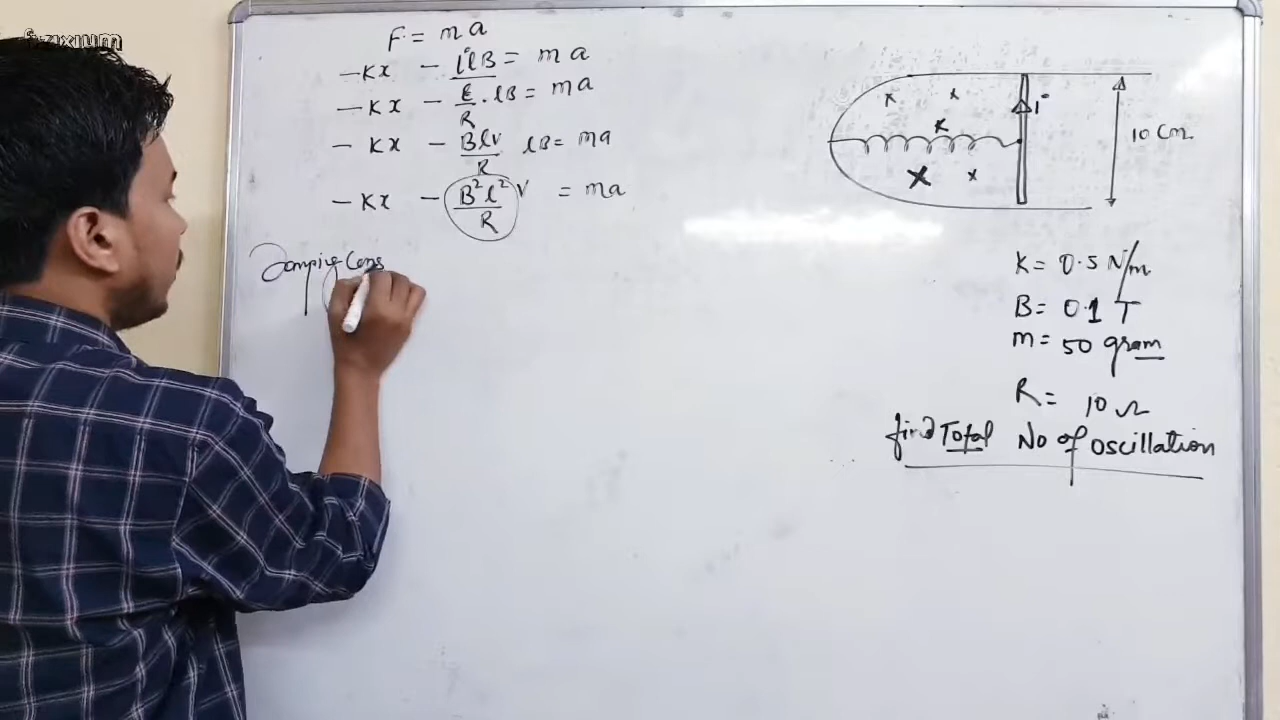 fizixium
F = ma
-Kx - ilB = ma
-Kx - ε/R . lB = ma
-Kx - Blv/R lB = ma
-Kx - B²l²/R v = ma
Damping Cons
i
10 Cm
K = 0.5 N/m
B = 0.1 T
m = 50 gram
R = 10 Ω
find Total No of oscillation